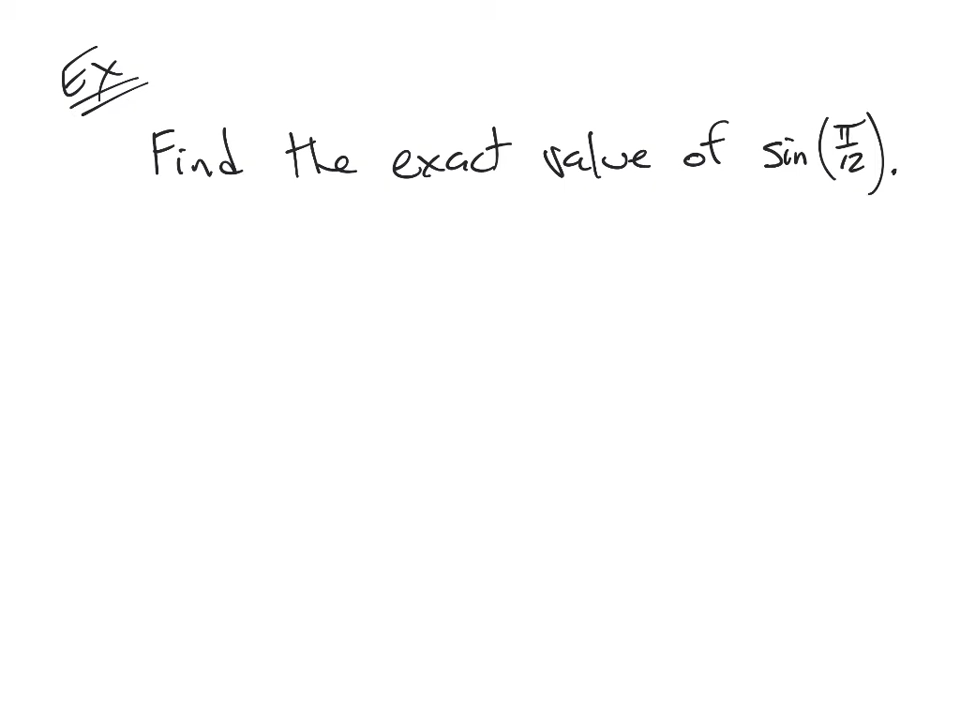 Ex
Find the exact value of sin(π/12).